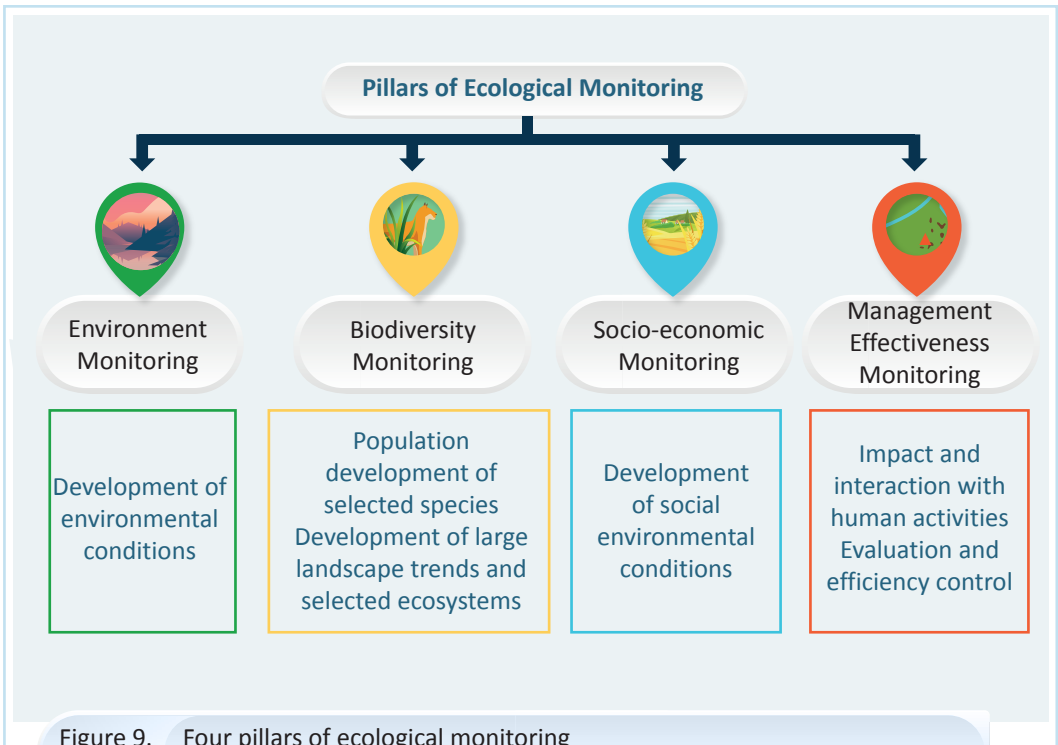 Pillars of Ecological Monitoring
Environment
Monitoring
Biodiversity
Monitoring
Socio-economic
Monitoring
Management
Effectiveness
Monitoring
Development of
environmental
conditions
Population
development of
selected species
Development of large
landscape trends and
selected ecosystems
Development
of social
environmental
conditions
Impact and
interaction with
human activities
Evaluation and
efficiency control
Figure 9. Four pillars of ecological monitoring